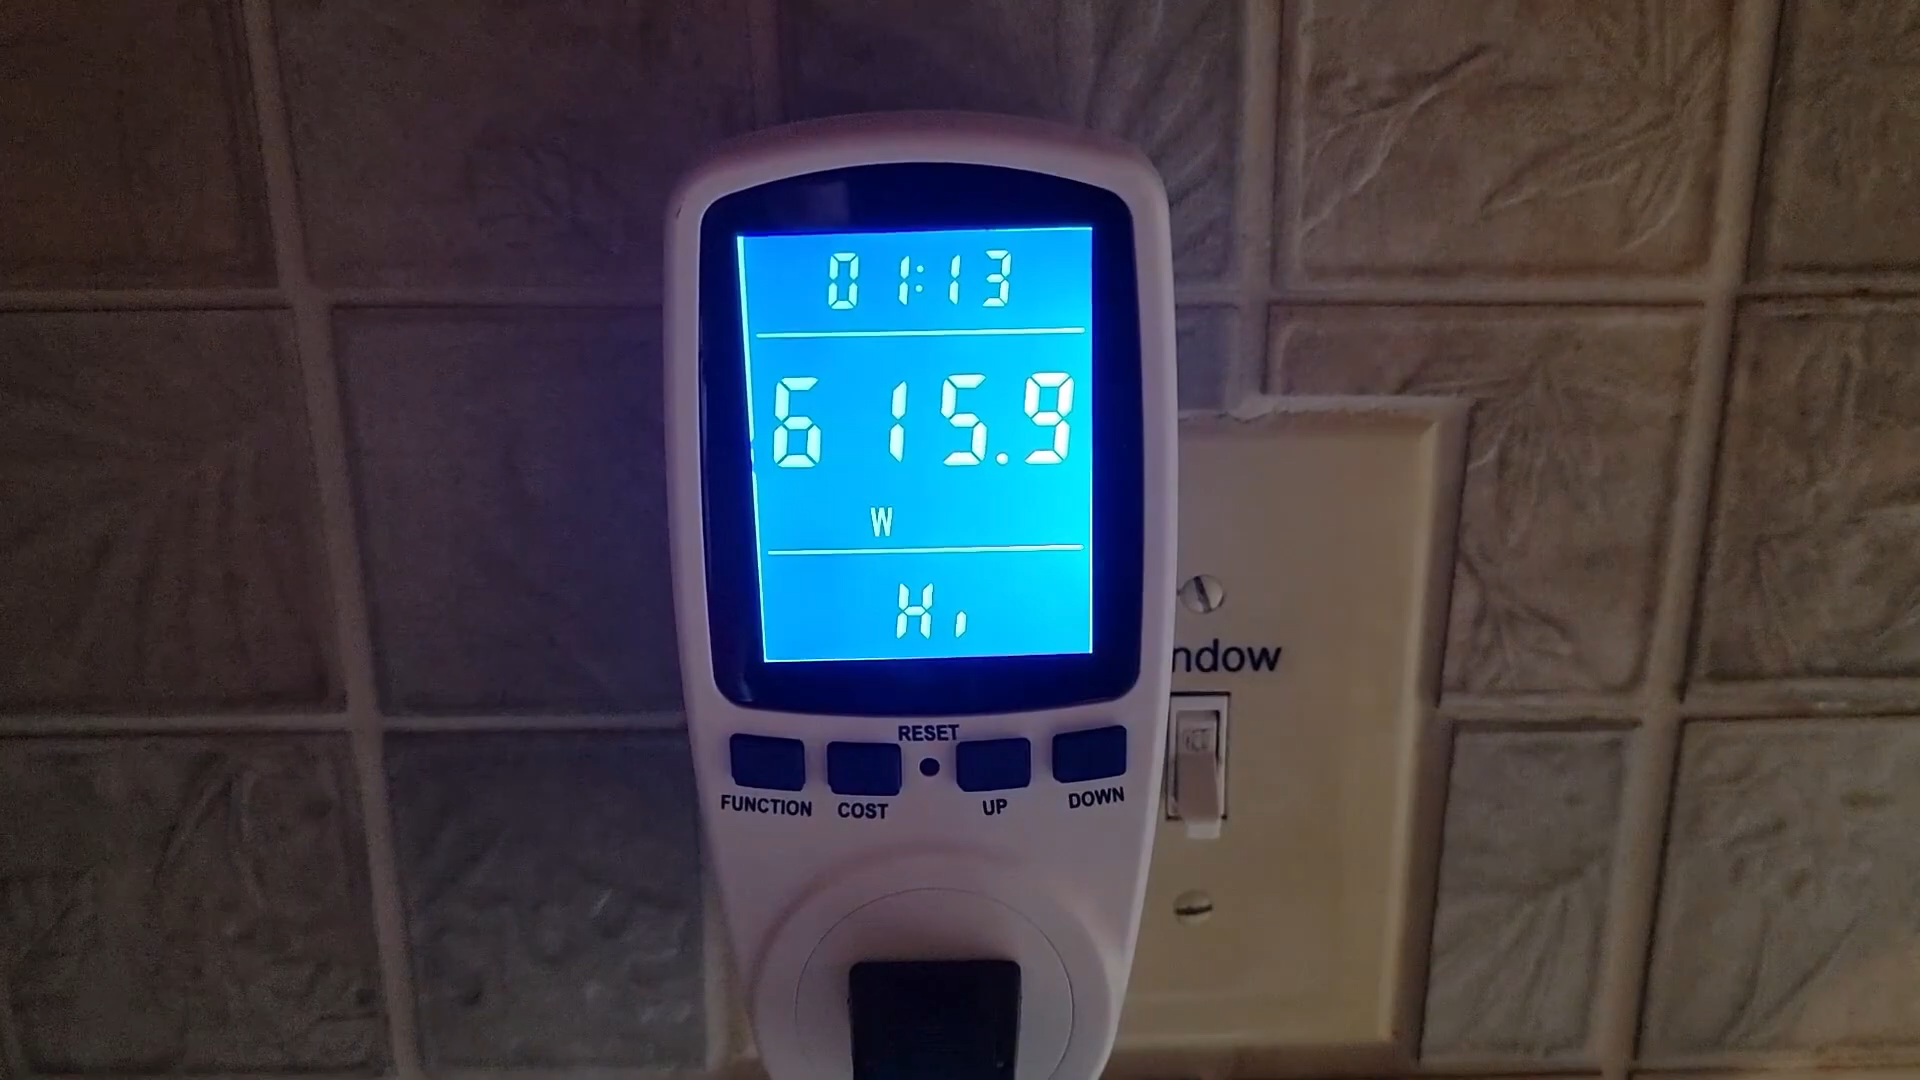 01:13
615.9
W
Hi
ndow
RESET
FUNCTION COST UP DOWN